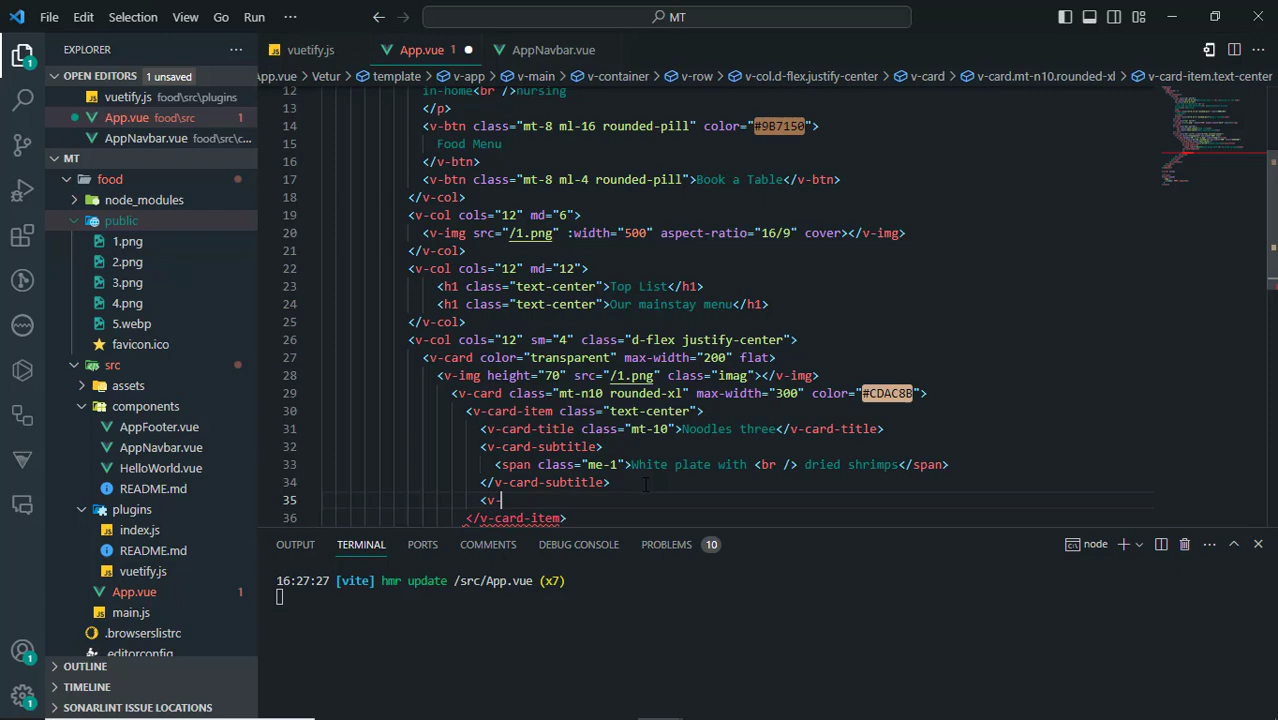 File Edit Selection View Go Run ··· MT
EXPLORER
OPEN EDITORS 1 unsaved
vuetify.js food\src\plugins
App.vue food\src 1
AppNavbar.vue food\src\c...
MT
food
node_modules
public
1.png
2.png
3.png
4.png
5.webp
favicon.ico
src
assets
components
AppFooter.vue
AppNavbar.vue
HelloWorld.vue
README.md
plugins
index.js
README.md
vuetify.js
App.vue 1
main.js
.browserslistrc
.editorconfig
OUTLINE
TIMELINE
SONARLINT ISSUE LOCATIONS
vuetify.js App.vue 1 AppNavbar.vue
App.vue > Vetur > template > v-app > v-main > v-container > v-row > v-col.d-flex.justify-center > v-card > v-card.mt-n10.rounded-xl > v-card-item.text-center
12 in-home<br />nursing
13 </p>
14 <v-btn class="mt-8 ml-16 rounded-pill" color="#9B7150">
15 Food Menu
16 </v-btn>
17 <v-btn class="mt-8 ml-4 rounded-pill">Book a Table</v-btn>
18 </v-col>
19 <v-col cols="12" md="6">
20 <v-img src="/1.png" :width="500" aspect-ratio="16/9" cover></v-img>
21 </v-col>
22 <v-col cols="12" md="12">
23 <h1 class="text-center">Top List</h1>
24 <h1 class="text-center">Our mainstay menu</h1>
25 </v-col>
26 <v-col cols="12" sm="4" class="d-flex justify-center">
27 <v-card color="transparent" max-width="200" flat>
28 <v-img height="70" src="/1.png" class="imag"></v-img>
29 <v-card class="mt-n10 rounded-xl" max-width="300" color="#CDAC8B">
30 <v-card-item class="text-center">
31 <v-card-title class="mt-10">Noodles three</v-card-title>
32 <v-card-subtitle>
33 <span class="me-1">White plate with <br /> dried shrimps</span>
34 </v-card-subtitle>
35 <v-
36 </v-card-item>
OUTPUT TERMINAL PORTS COMMENTS DEBUG CONSOLE PROBLEMS 10 node
16:27:27 [vite] hmr update /src/App.vue (x7)
1
1